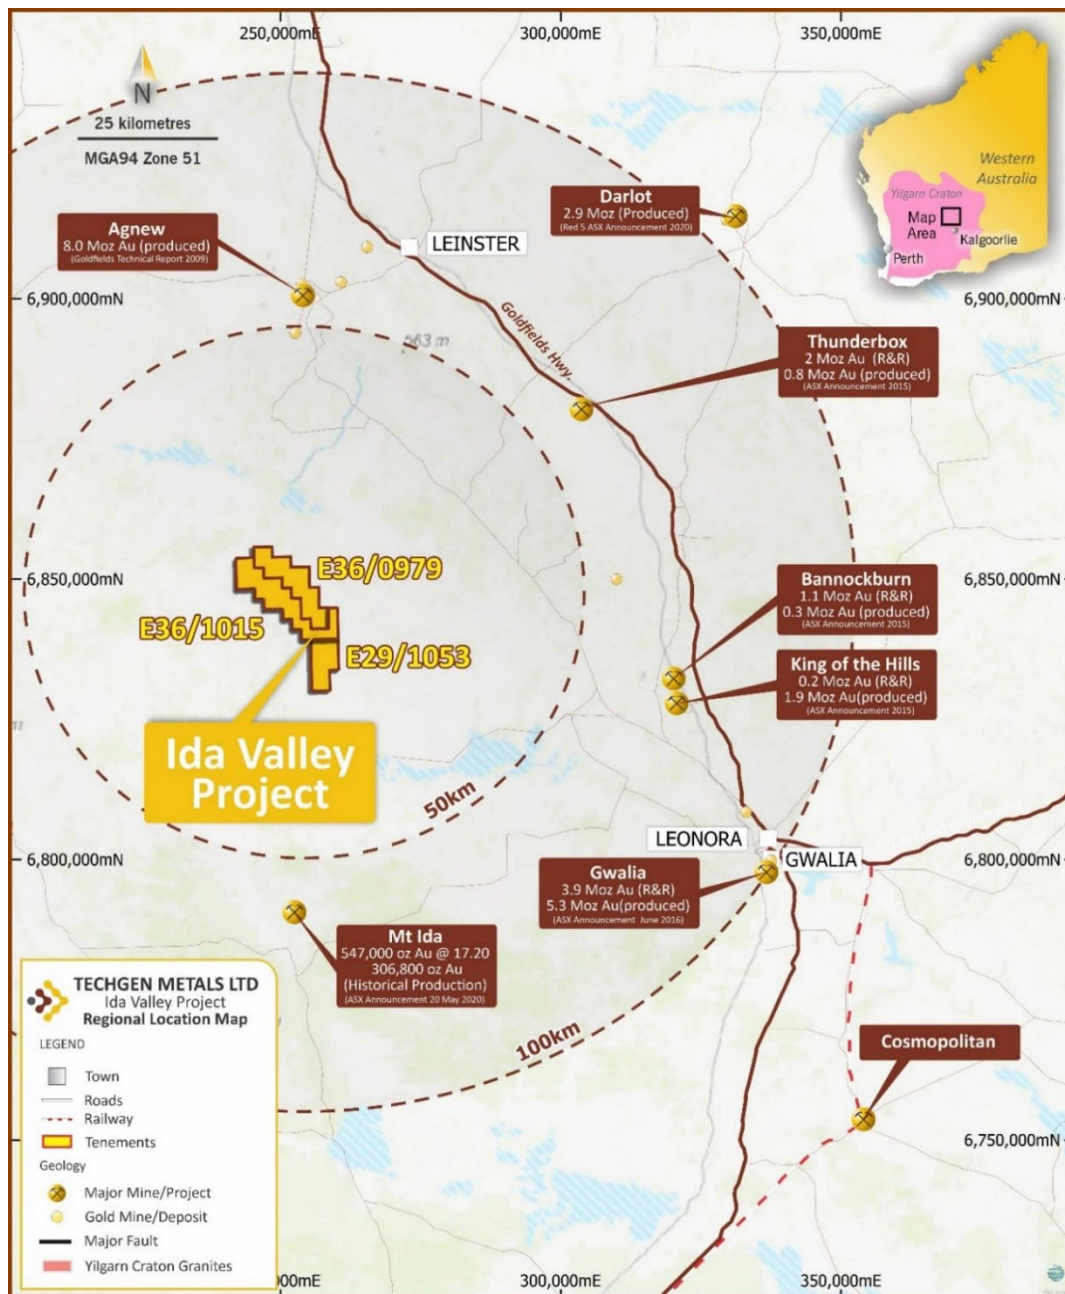 250,000mE
300,000mE
350,000mE
N
25 kilometres
MGA94 Zone 51
Western
Australia
Yilgarn Craton
Map
Area
Kalgoorlie
Perth
Darlot
2.9 Moz (Produced)
(Red 5 ASX Announcement 2020)
Agnew
8.0 Moz Au (produced)
(Goldfields Technical Report 2009)
LEINSTER
6,900,000mN
6,900,000mN
Goldfields Hwy.
563 m
Thunderbox
2 Moz Au (R&R)
0.8 Moz Au (produced)
(ASX Announcement 2015)
6,850,000mN
6,850,000mN
E36/0979
E36/1015
E29/1053
Bannockburn
1.1 Moz Au (R&R)
0.3 Moz Au (produced)
(ASX Announcement 2015)
King of the Hills
0.2 Moz Au (R&R)
1.9 Moz Au(produced)
(ASX Announcement 2015)
Ida Valley
Project
50km
LEONORA
GWALIA
6,800,000mN
6,800,000mN
Gwalia
3.9 Moz Au (R&R)
5.3 Moz Au(produced)
(ASX Announcement June 2016)
Mt Ida
547,000 oz Au @ 17.20
306,800 oz Au
(Historical Production)
(ASX Announcement 20 May 2020)
100km
Cosmopolitan
6,750,000mN
TECHGEN METALS LTD
Ida Valley Project
Regional Location Map
LEGEND
Town
Roads
Railway
Tenements
Geology
Major Mine/Project
Gold Mine/Deposit
Major Fault
Yilgarn Craton Granites
300,000mE
350,000mE